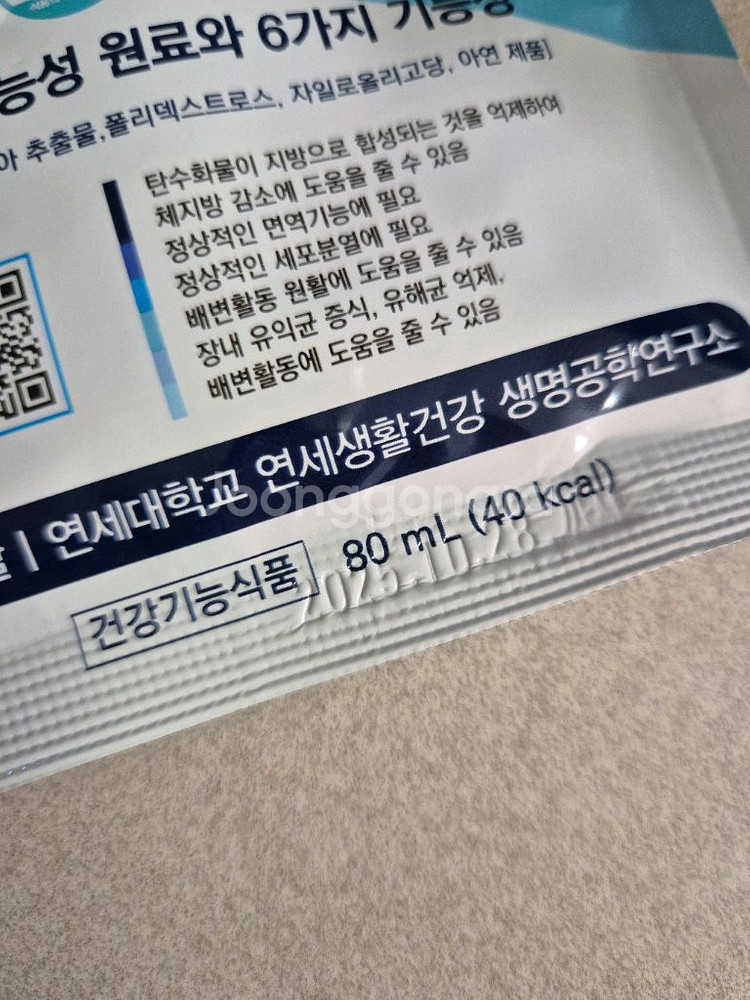 능성 원료와 6가지 기능성
추출물,폴리덱스트로스, 자일로올리고당, 아연 제품]
탄수화물이 지방으로 합성되는 것을 억제하여
체지방 감소에 도움을 줄 수 있음
정상적인 면역기능에 필요
정상적인 세포분열에 필요
배변활동 원활에 도움을 줄 수 있음
장내 유익균 증식, 유해균 억제,
배변활동에 도움을 줄 수 있음
| 연세대학교 연세생활건강 생명공학연구소
Joonggonara
건강기능식품
80 mL (40 kcal)
2025.10.28